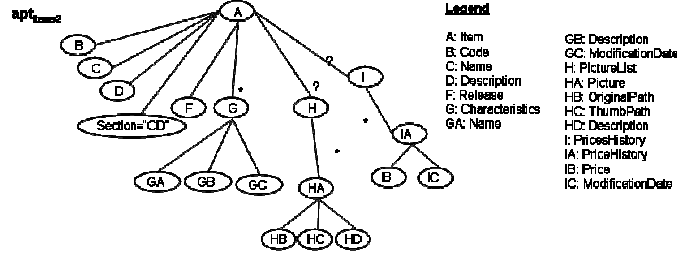 apt
A
Legend
B
C
D
Section="CD"
F
G
*
?
H
?
I
*
IA
*
IB
IC
GA
GB
GC
HA
HB
HC
HD
A: Item
B: Code
C: Name
D: Description
F: Release
G: Characteristics
GA: Name
GB: Description
GC: ModificationDate
H: PictureList
HA: Picture
HB: OriginalPath
HC: ThumbPath
HD: Description
I: PricesHistory
IA: PriceHistory
IB: Price
IC: ModificationDate